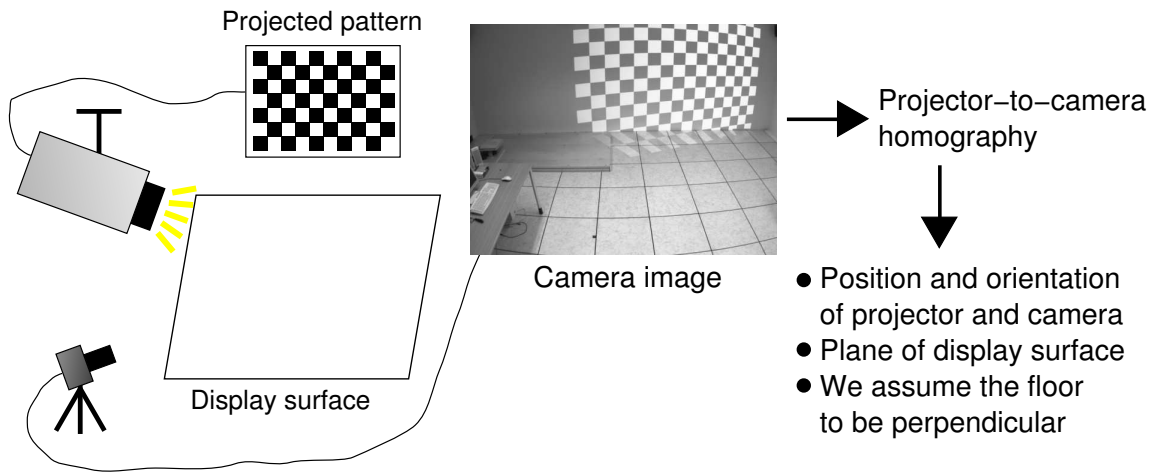 Projected pattern
Projector−to−camera
homography
Camera image
Display surface
● Position and orientation
of projector and camera
● Plane of display surface
● We assume the floor
to be perpendicular